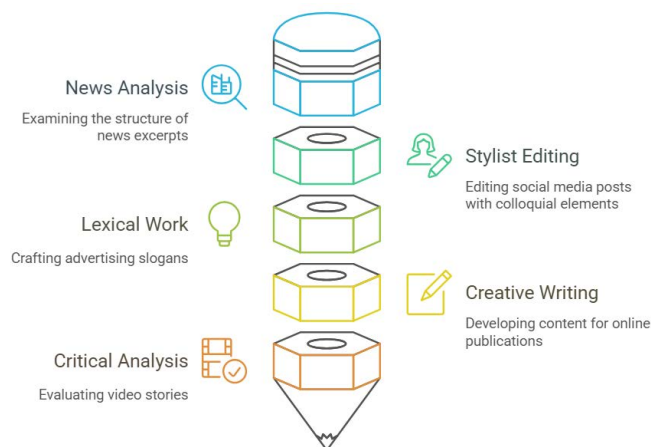 News Analysis
Examining the structure of
news excerpts
Stylist Editing
Editing social media posts
with colloquial elements
Lexical Work
Crafting advertising slogans
Creative Writing
Developing content for online
publications
Critical Analysis
Evaluating video stories